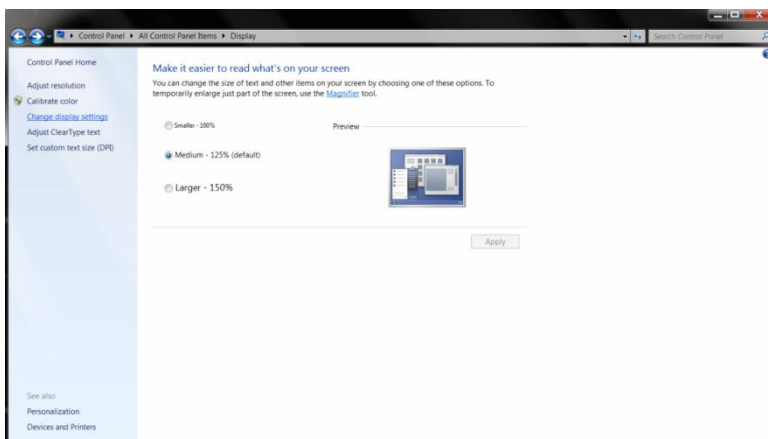 Control Panel ▸ All Control Panel Items ▸ Display
Search Control Panel
Control Panel Home
Adjust resolution
Calibrate color
Change display settings
Adjust ClearType text
Set custom text size (DPI)
See also
Personalization
Devices and Printers
Make it easier to read what's on your screen
You can change the size of text and other items on your screen by choosing one of these options. To
temporarily enlarge just part of the screen, use the Magnifier tool.
Smaller - 100%
Medium - 125% (default)
Larger - 150%
Preview
Apply